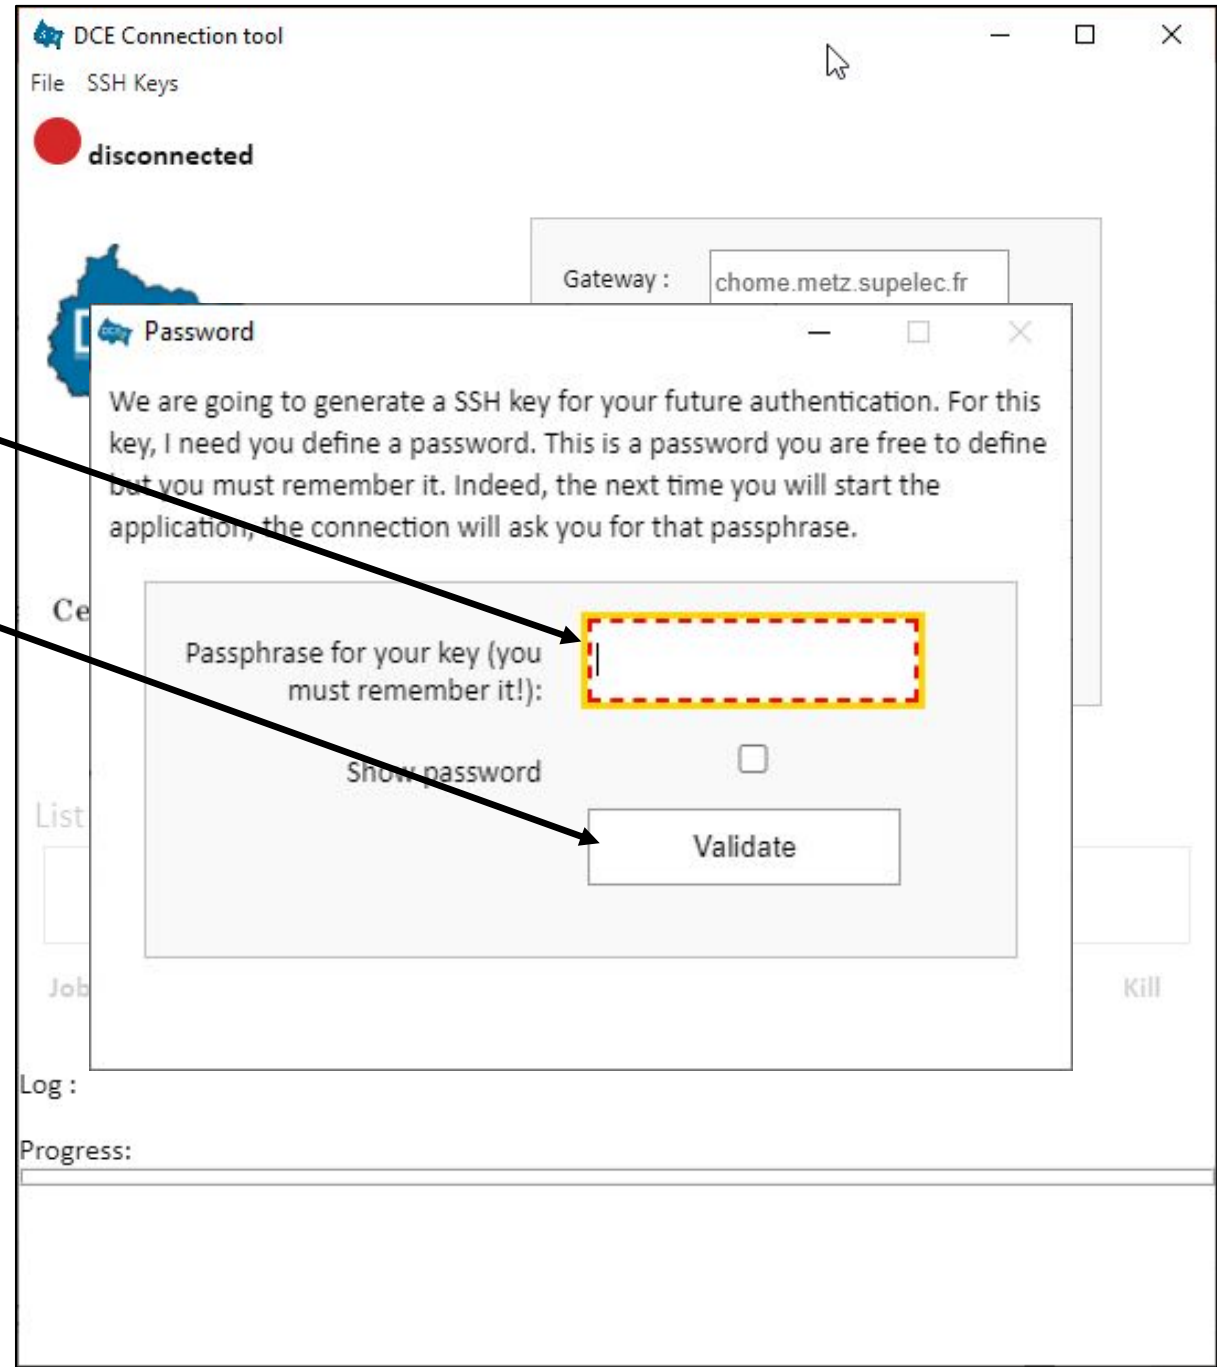 DCE Connection tool
File SSH Keys
disconnected
Gateway : chome.metz.supelec.fr
Password
We are going to generate a SSH key for your future authentication. For this
key, I need you define a password. This is a password you are free to define
but you must remember it. Indeed, the next time you will start the
application, the connection will ask you for that passphrase.
Ce
Passphrase for your key (you
must remember it!):
Show password
List
Validate
Job
Kill
Log :
Progress: